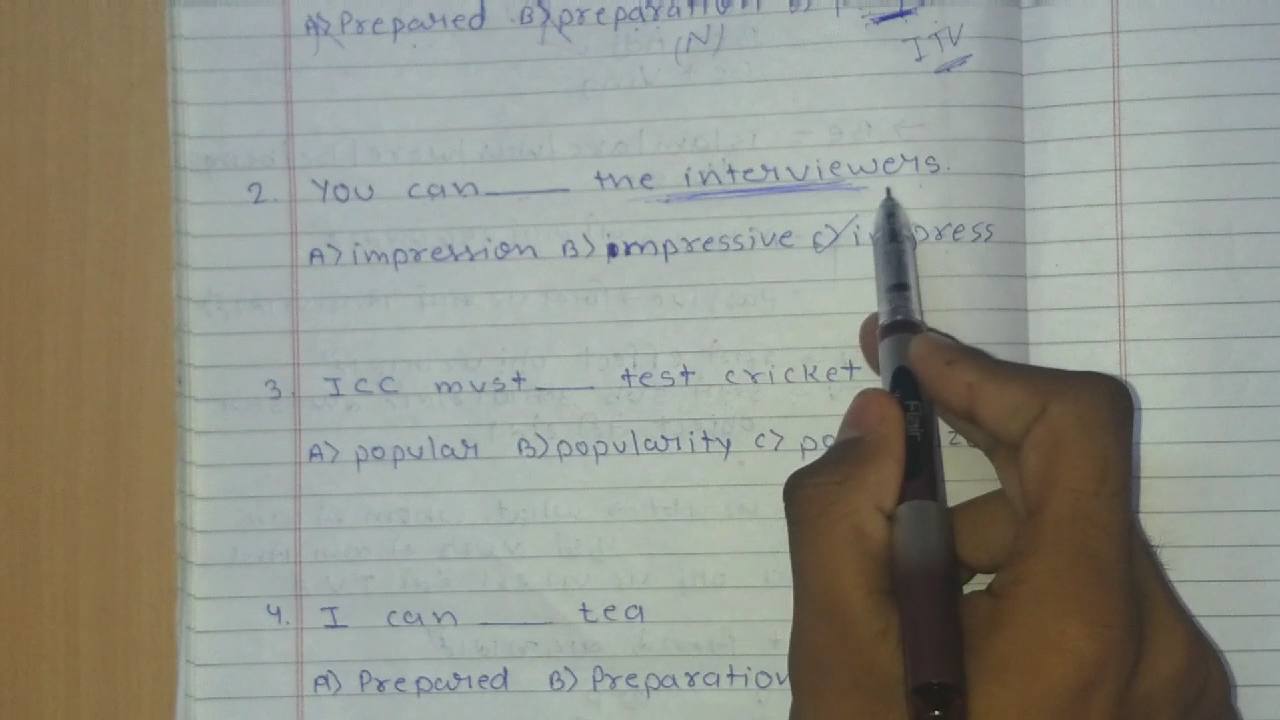 A) Prepared B) preparation
(N) ITV
2. You can ____ the interviewers.
A) impression B) impressive c) impress
3. ICC must ____ test cricket
A) popular B) popularity c)
4. I can ____ tea
A) Prepared B) Preparation
Flair